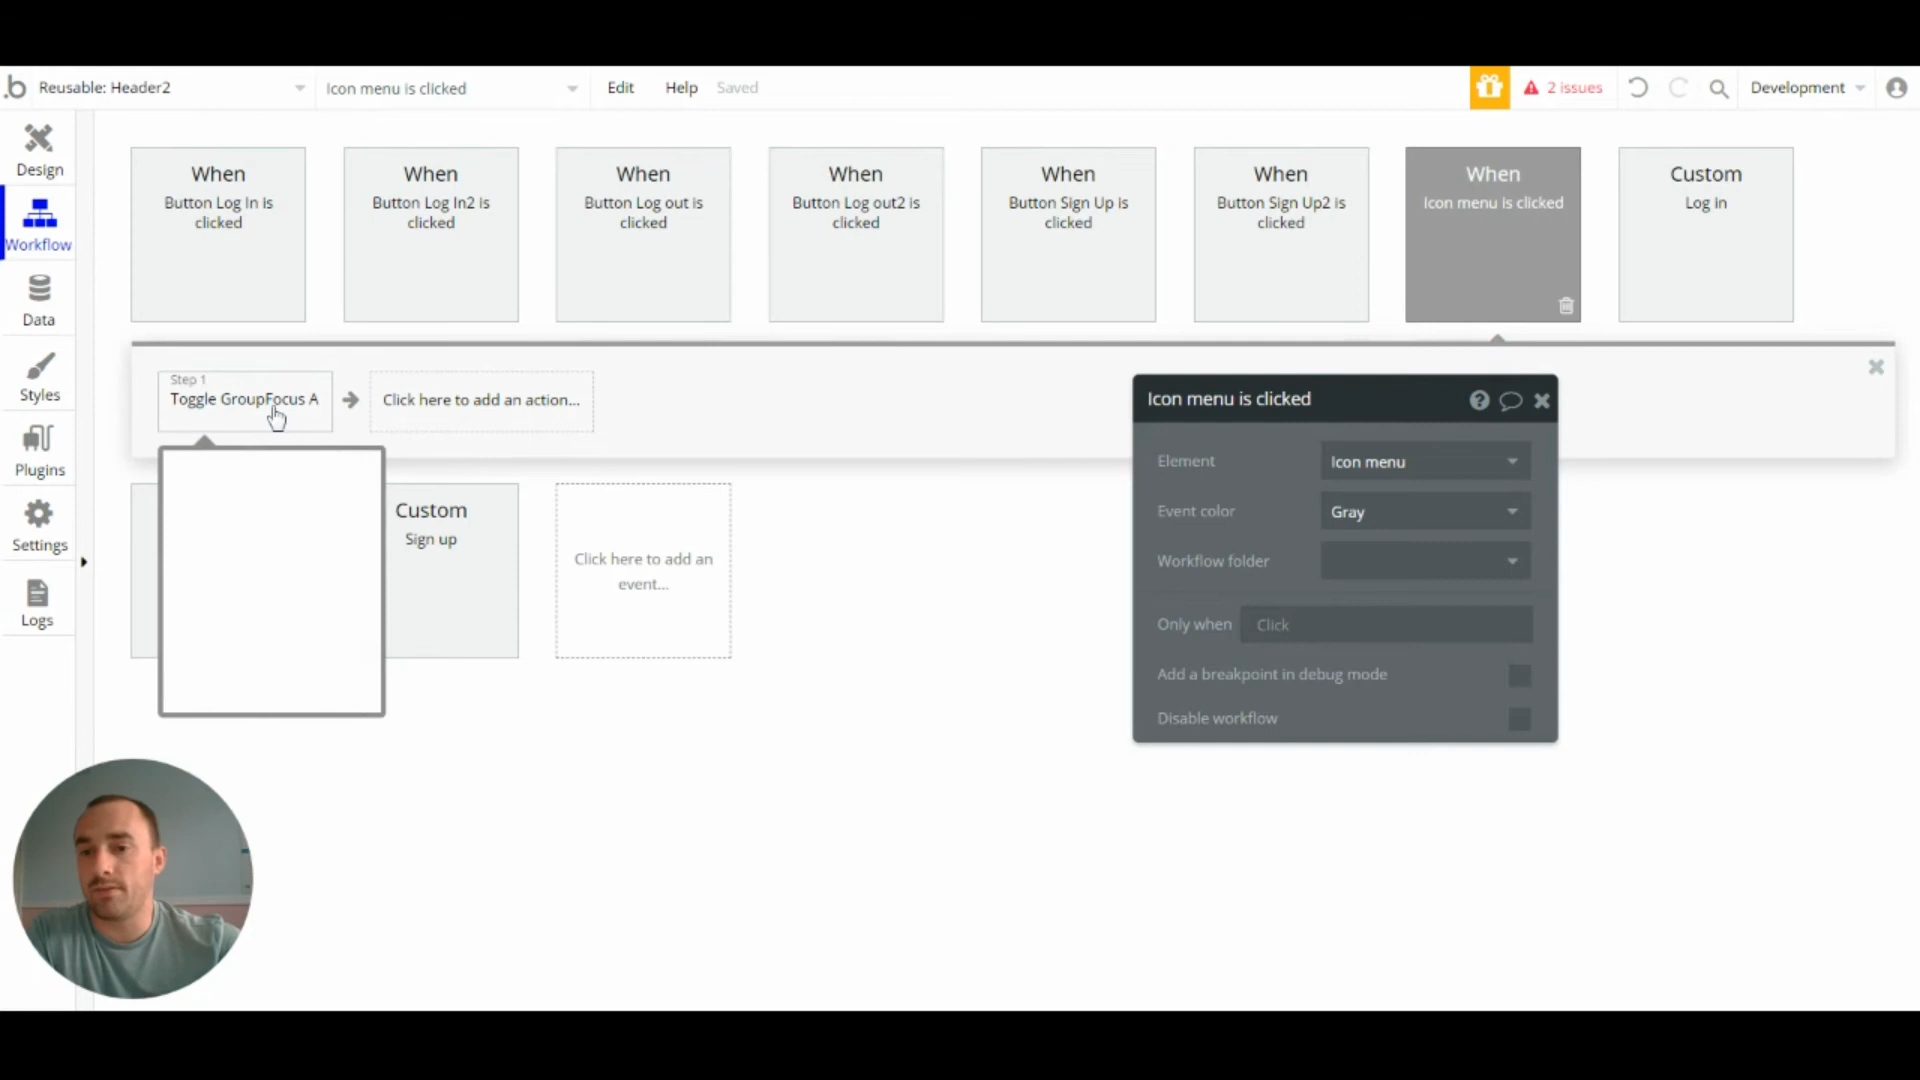 .b Reusable: Header2
Icon menu is clicked
Edit
Help
Saved
2 issues
Development
Design
Workflow
Data
Styles
Plugins
Settings
Logs
When
Button Log In is
clicked
When
Button Log In2 is
clicked
When
Button Log out is
clicked
When
Button Log out2 is
clicked
When
Button Sign Up is
clicked
When
Button Sign Up2 is
clicked
When
Icon menu is clicked
Custom
Log in
Step 1
Toggle GroupFocus A
Click here to add an action...
Custom
Sign up
Click here to add an
event...
Icon menu is clicked
Element
Icon menu
Event color
Gray
Workflow folder
Only when
Click
Add a breakpoint in debug mode
Disable workflow